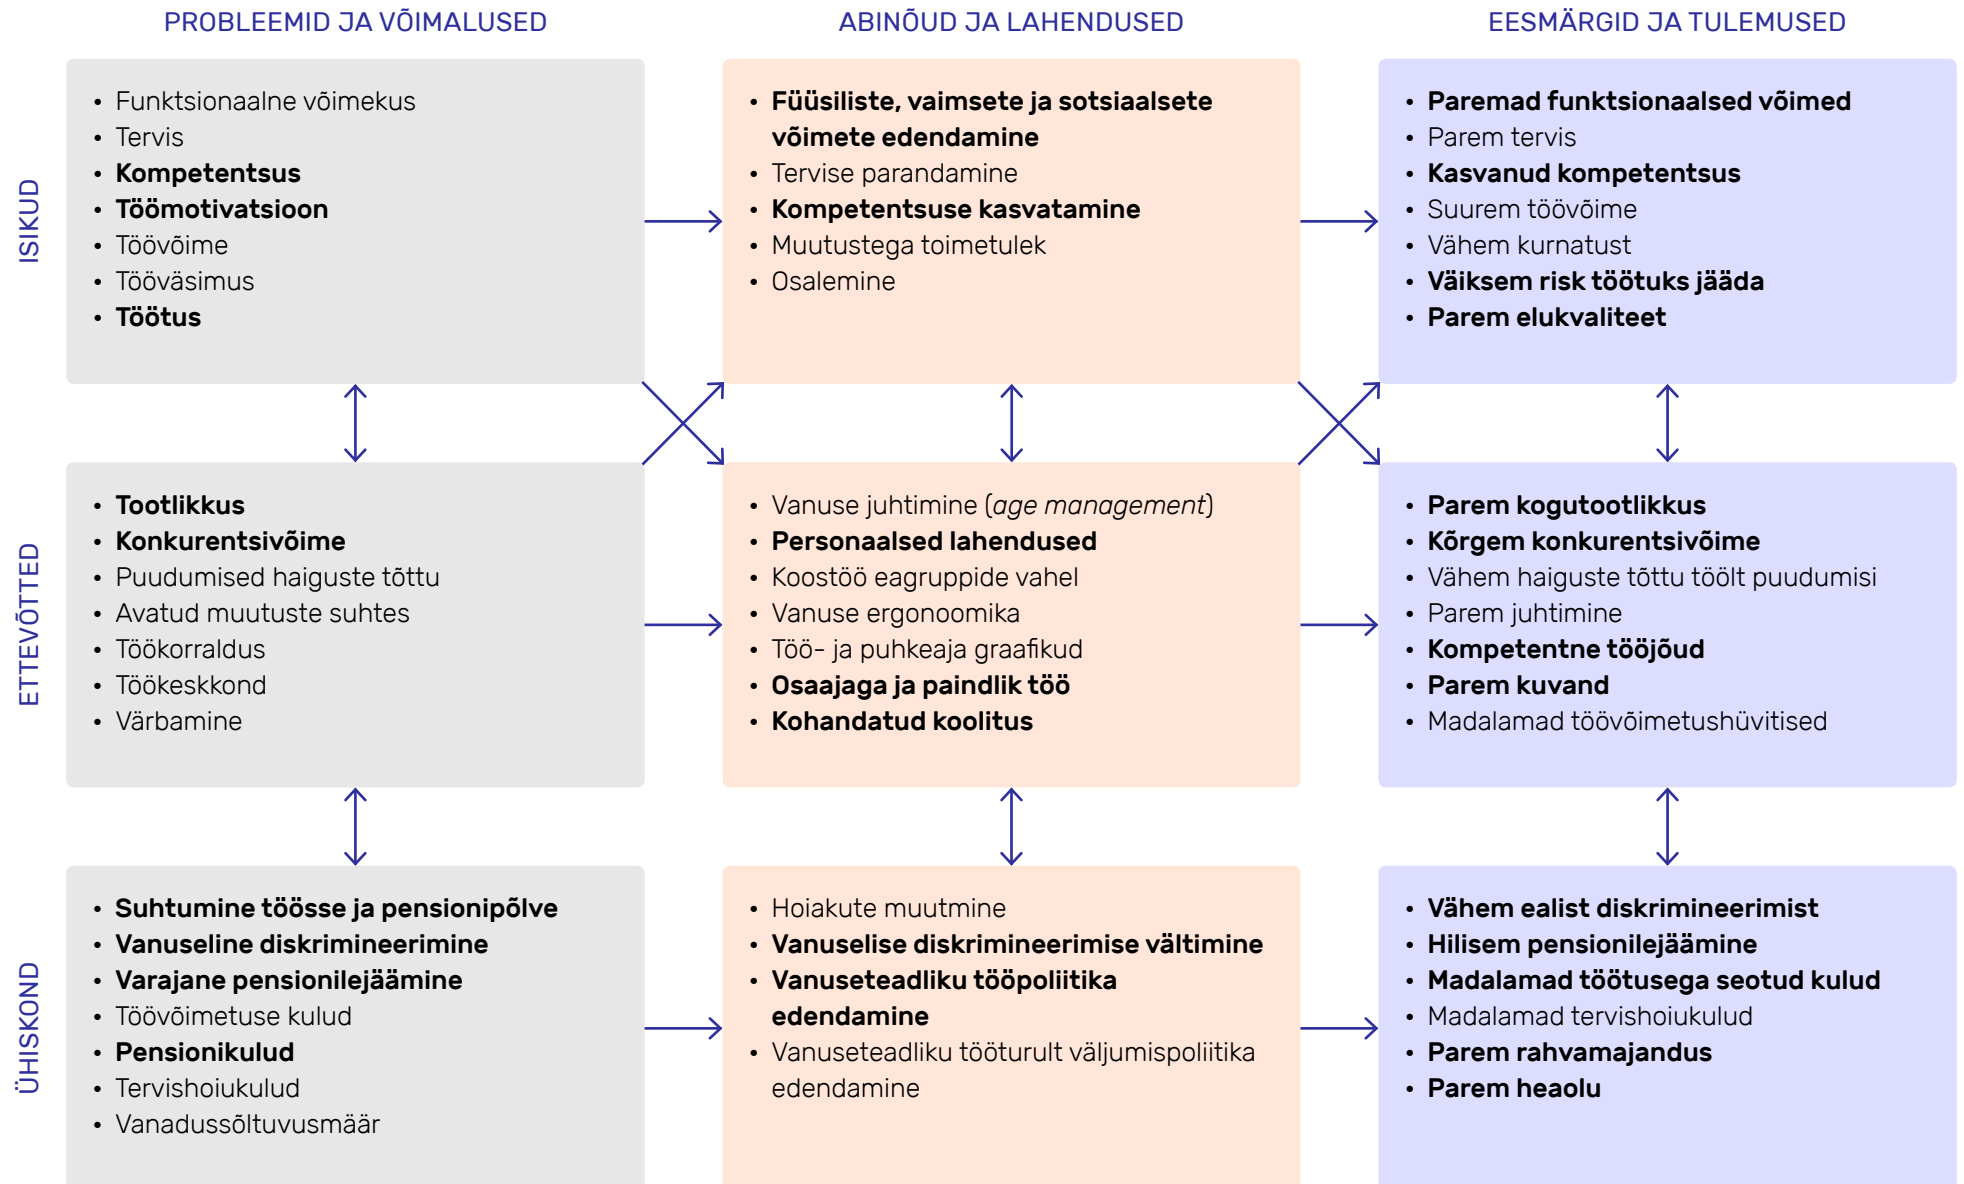 PROBLEEMID JA VÕIMALUSED
ABINÕUD JA LAHENDUSED
EESMÄRGID JA TULEMUSED
ISIKUD
• Funktsionaalne võimekus
• Tervis
• Kompetentsus
• Töömotivatsioon
• Töövõime
• Tööväsimus
• Töötus
• Füüsiliste, vaimsete ja sotsiaalsete
võimete edendamine
• Tervise parandamine
• Kompetentsuse kasvatamine
• Muutustega toimetulek
• Osalemine
• Paremad funktsionaalsed võimed
• Parem tervis
• Kasvanud kompetentsus
• Suurem töövõime
• Vähem kurnatust
• Väiksem risk töötuks jääda
• Parem elukvaliteet
ETTEVÕTTED
• Tootlikkus
• Konkurentsivõime
• Puudumised haiguste tõttu
• Avatud muutuste suhtes
• Töökorraldus
• Töökeskkond
• Värbamine
• Vanuse juhtimine (age management)
• Personaalsed lahendused
• Koostöö eagruppide vahel
• Vanuse ergonoomika
• Töö- ja puhkeaja graafikud
• Osaajaga ja paindlik töö
• Kohandatud koolitus
• Parem kogutootlikkus
• Kõrgem konkurentsivõime
• Vähem haiguste tõttu töölt puudumisi
• Parem juhtimine
• Kompetentne tööjõud
• Parem kuvand
• Madalamad töövõimetushüvitised
ÜHISKOND
• Suhtumine töösse ja pensionipõlve
• Vanuseline diskrimineerimine
• Varajane pensionilejäämine
• Töövõimetuse kulud
• Pensionikulud
• Tervishoiukulud
• Vanadussõltuvusmäär
• Hoiakute muutmine
• Vanuselise diskrimineerimise vältimine
• Vanuseteadliku tööpoliitika
edendamine
• Vanuseteadliku tööturult väljumispoliitika
edendamine
• Vähem ealist diskrimineerimist
• Hilisem pensionilejäämine
• Madalamad töötusega seotud kulud
• Madalamad tervishoiukulud
• Parem rahvamajandus
• Parem heaolu